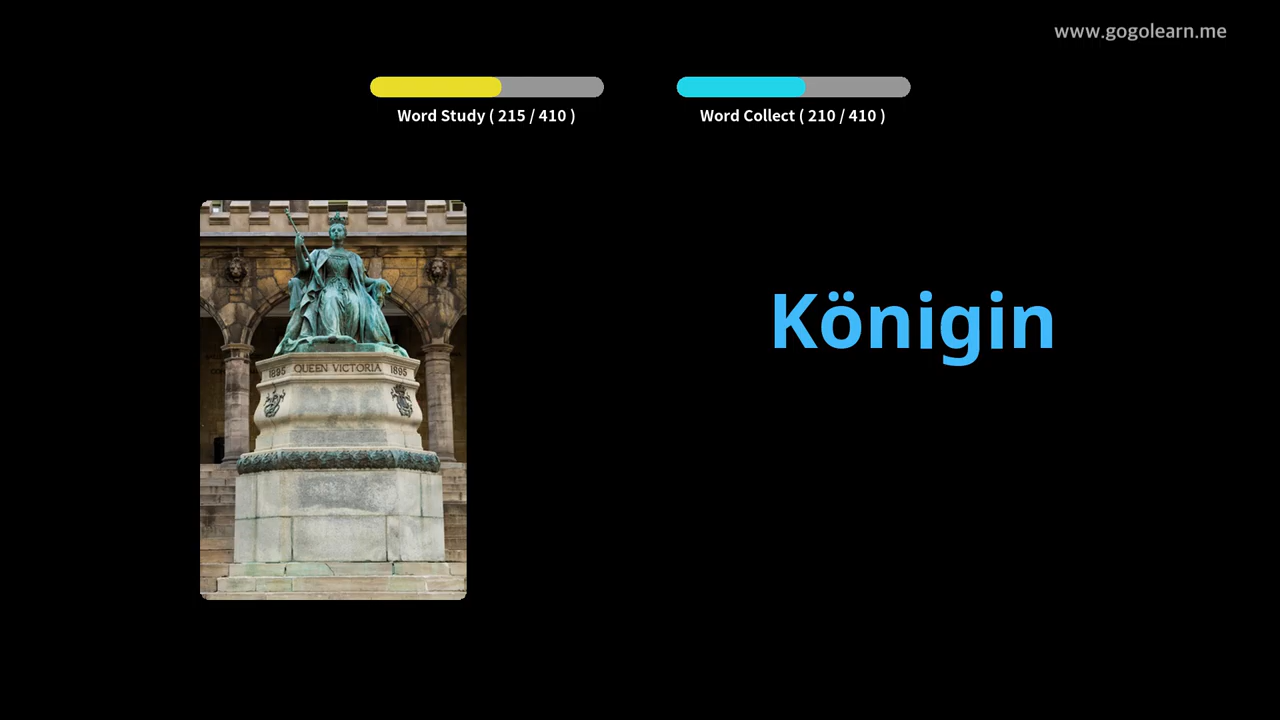 www.gogolearn.me
Word Study ( 215 / 410 )
Word Collect ( 210 / 410 )
1895 QUEEN VICTORIA 1895
Königin